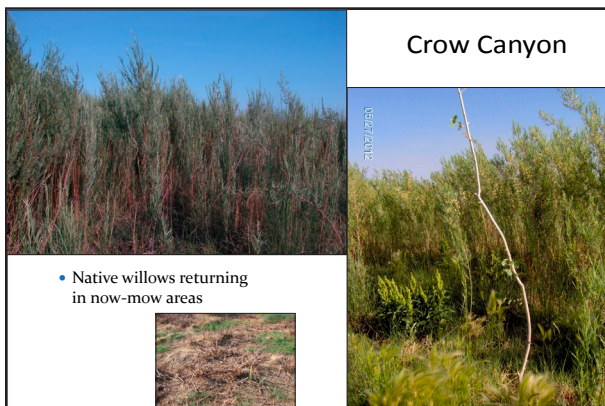 Crow Canyon
05/27/2012
• Native willows returning
in now-mow areas